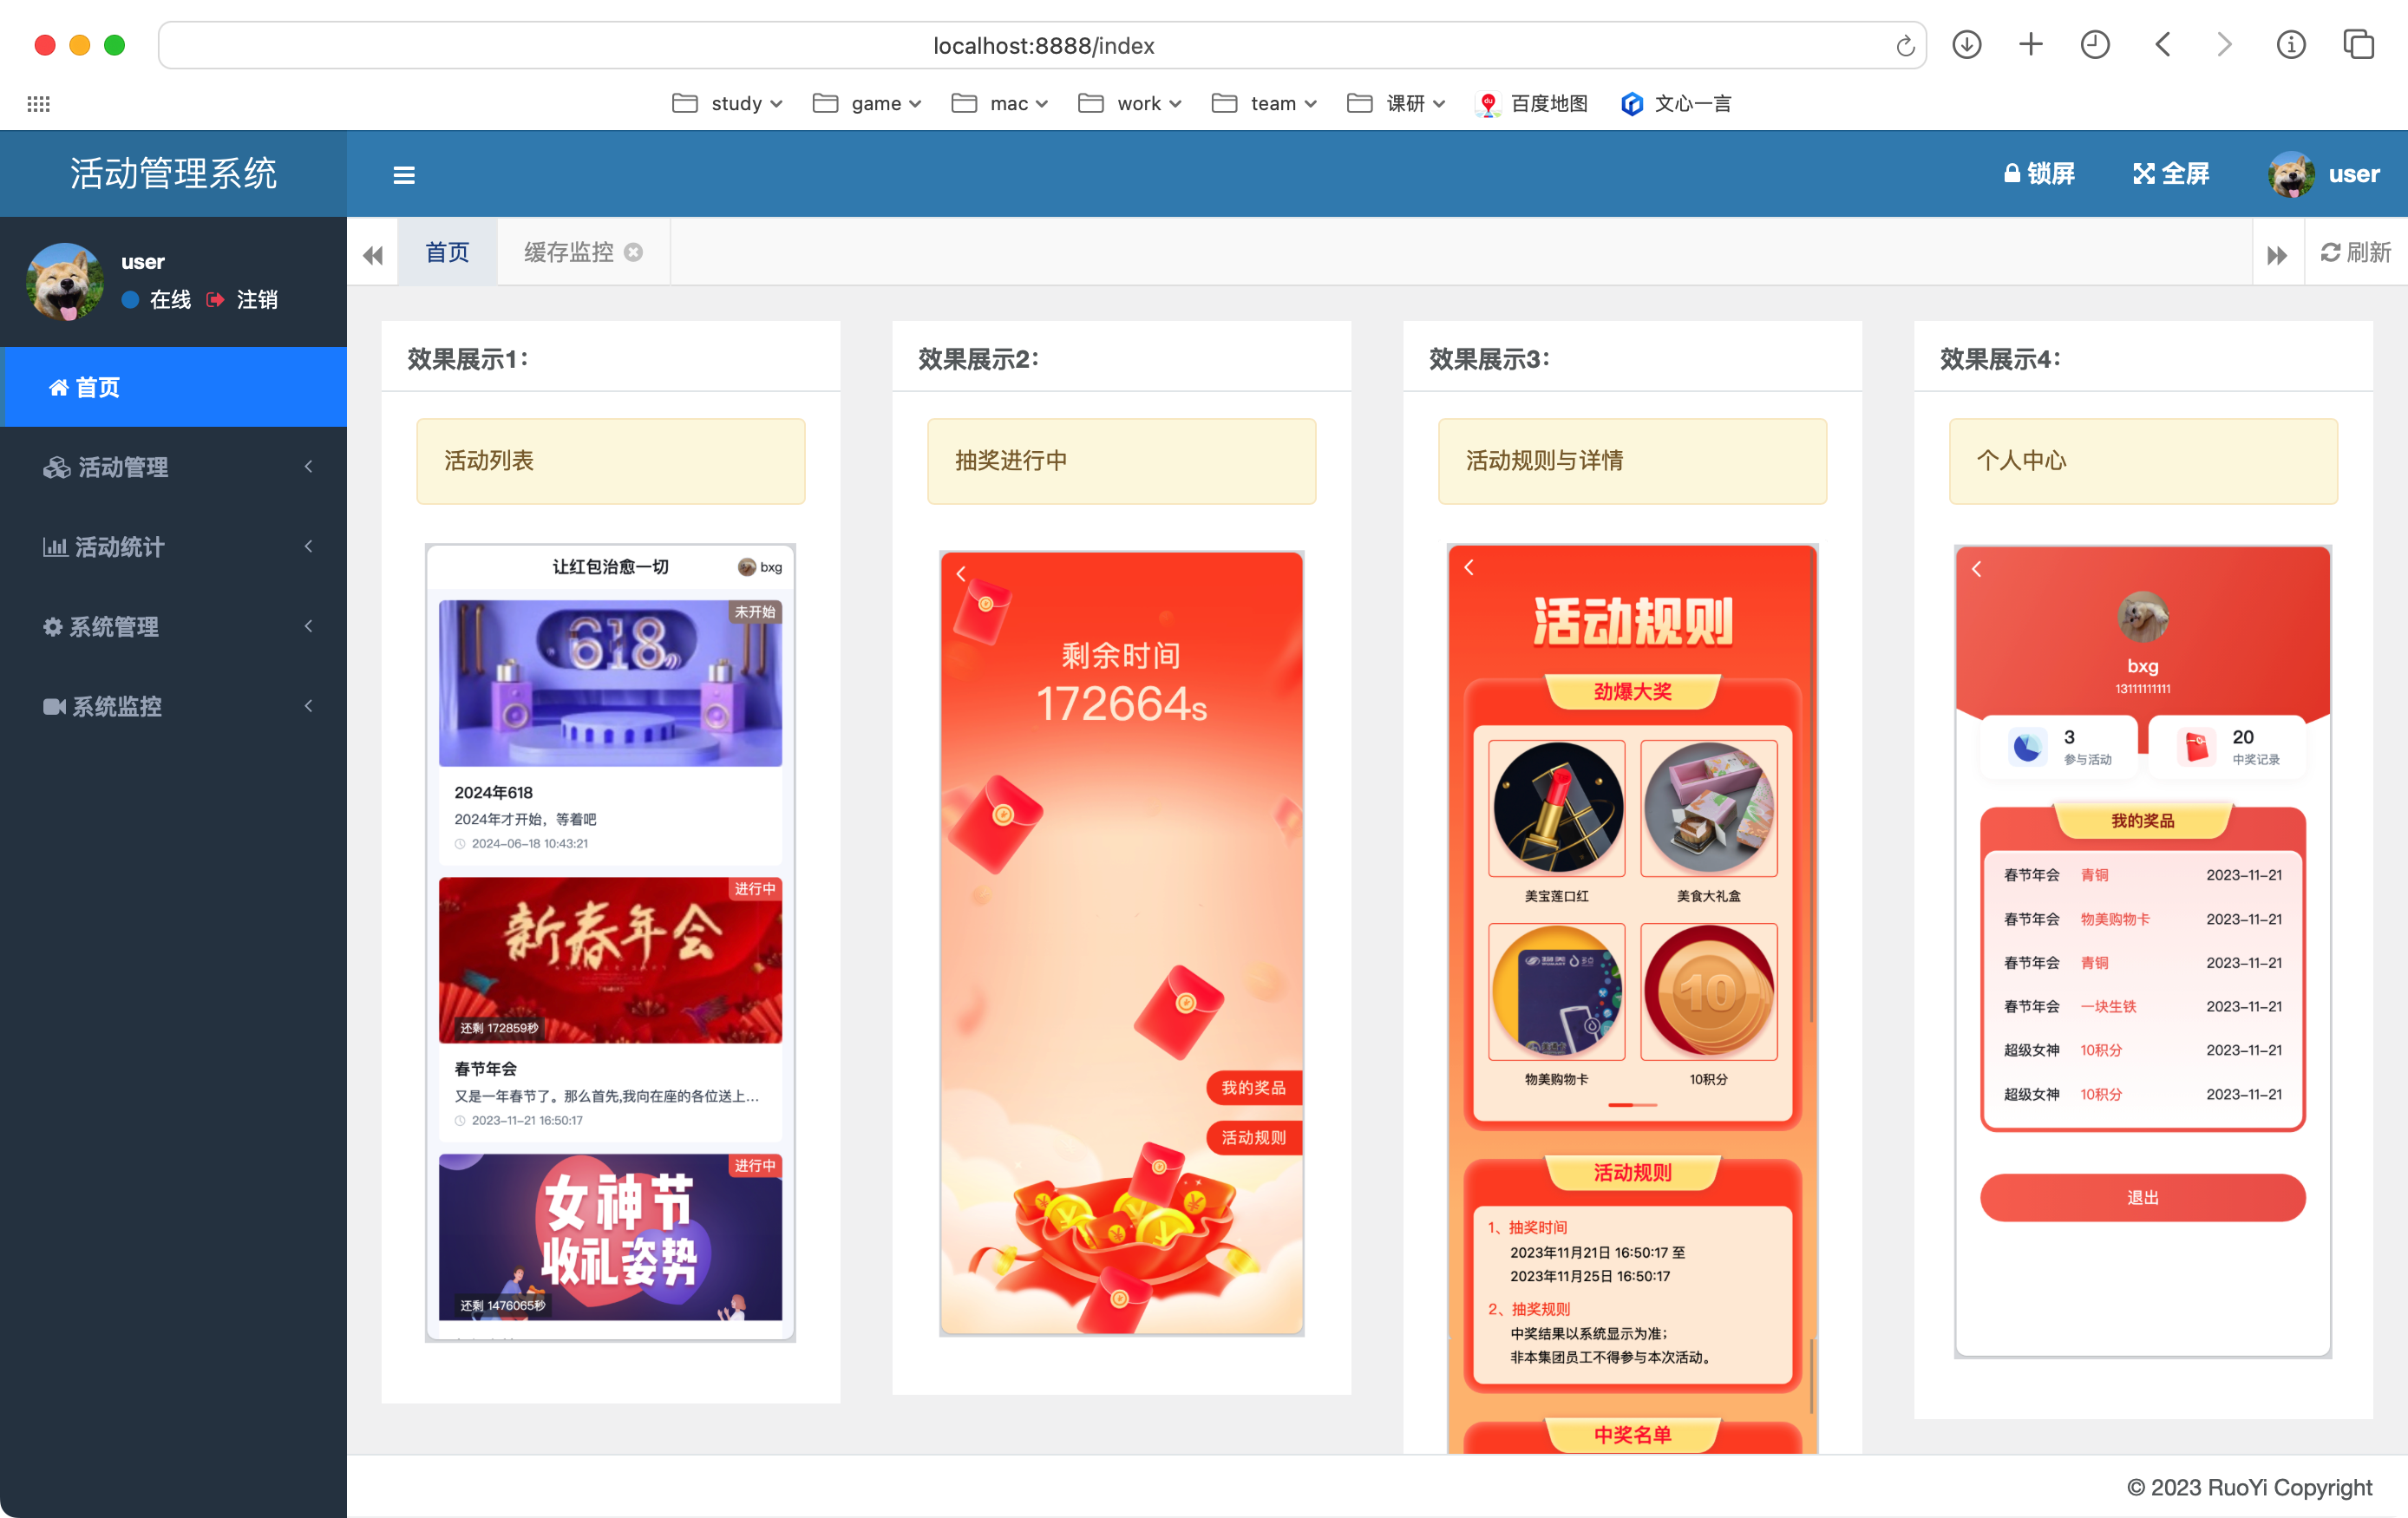 localhost:8888/index
study
game
mac
work
team
课研
百度地图
文心一言
活动管理系统
锁屏
全屏
user
user
在线
注销
首页
缓存监控
刷新
首页
活动管理
活动统计
系统管理
系统监控
效果展示1:
活动列表
让红包治愈一切
bxg
未开始
618
2024年618
2024年才开始，等着吧
2024-06-18 10:43:21
进行中
新春年会
还剩 172859秒
春节年会
又是一年春节了。那么首先,我向在座的各位送上...
2023-11-21 16:50:17
进行中
女神节
收礼姿势
还剩 1476065秒
效果展示2:
抽奖进行中
剩余时间
172664s
我的奖品
活动规则
效果展示3:
活动规则与详情
活动规则
劲爆大奖
美宝莲口红
美食大礼盒
10
物美购物卡
10积分
活动规则
1、抽奖时间
2023年11月21日 16:50:17 至
2023年11月25日 16:50:17
2、抽奖规则
中奖结果以系统显示为准；
非本集团员工不得参与本次活动。
中奖名单
效果展示4:
个人中心
bxg
13111111111
3
参与活动
20
中奖记录
我的奖品
春节年会 青铜 2023-11-21
春节年会 物美购物卡 2023-11-21
春节年会 青铜 2023-11-21
春节年会 一块生铁 2023-11-21
超级女神 10积分 2023-11-21
超级女神 10积分 2023-11-21
退出
© 2023 RuoYi Copyright